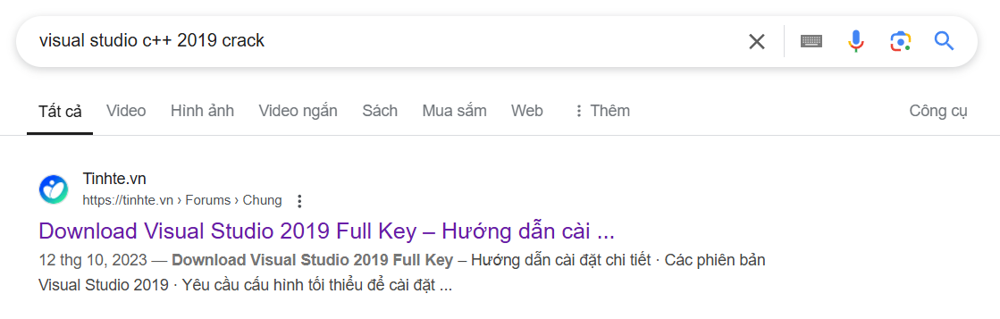 visual studio c++ 2019 crack
Tất cả Video Hình ảnh Video ngắn Sách Mua sắm Web Thêm Công cụ
Tinhte.vn
https://tinhte.vn › Forums › Chung
Download Visual Studio 2019 Full Key – Hướng dẫn cài ...
12 thg 10, 2023 — Download Visual Studio 2019 Full Key – Hướng dẫn cài đặt chi tiết · Các phiên bản
Visual Studio 2019 · Yêu cầu cấu hình tối thiểu để cài đặt ...